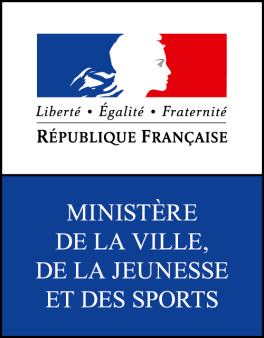 Liberté • Égalité • Fraternité
RÉPUBLIQUE FRANÇAISE
MINISTÈRE
DE LA VILLE,
DE LA JEUNESSE
ET DES SPORTS